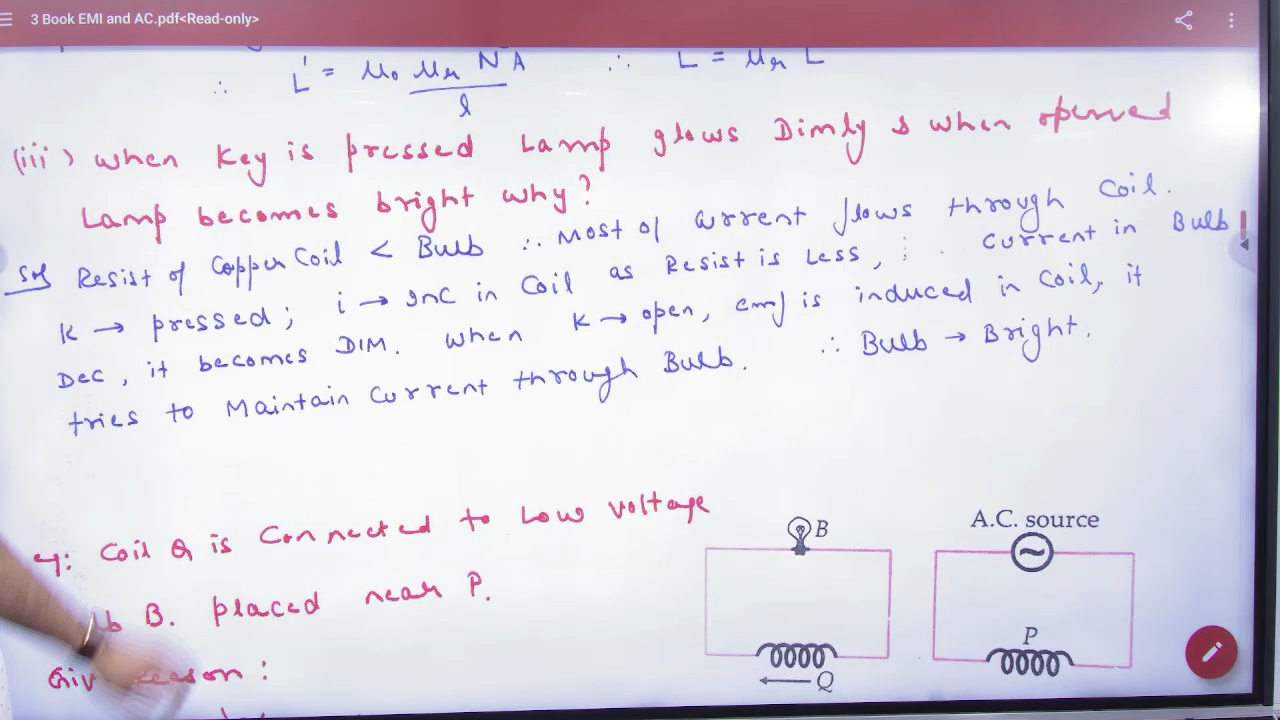 3 Book EMI and AC.pdf<Read-only>
∴ L' = μ₀ μᵣ N²A / l ∴ L' = μᵣ L
(iii) when Key is pressed Lamp glows Dimly & when opened
Lamp becomes bright why?
Sol Resist of Copper Coil < Bulb ∴ Most of current flows through Coil.
K → pressed; i → Inc in Coil as Resist is Less, ∴ current in Bulb
Dec, it becomes DIM. When K → open, emf is induced in Coil, it
tries to Maintain Current through Bulb. ∴ Bulb → Bright.
4: Coil Q is Connected to Low voltage
B. placed near P.
reason:
B
A.C. source
P
Q